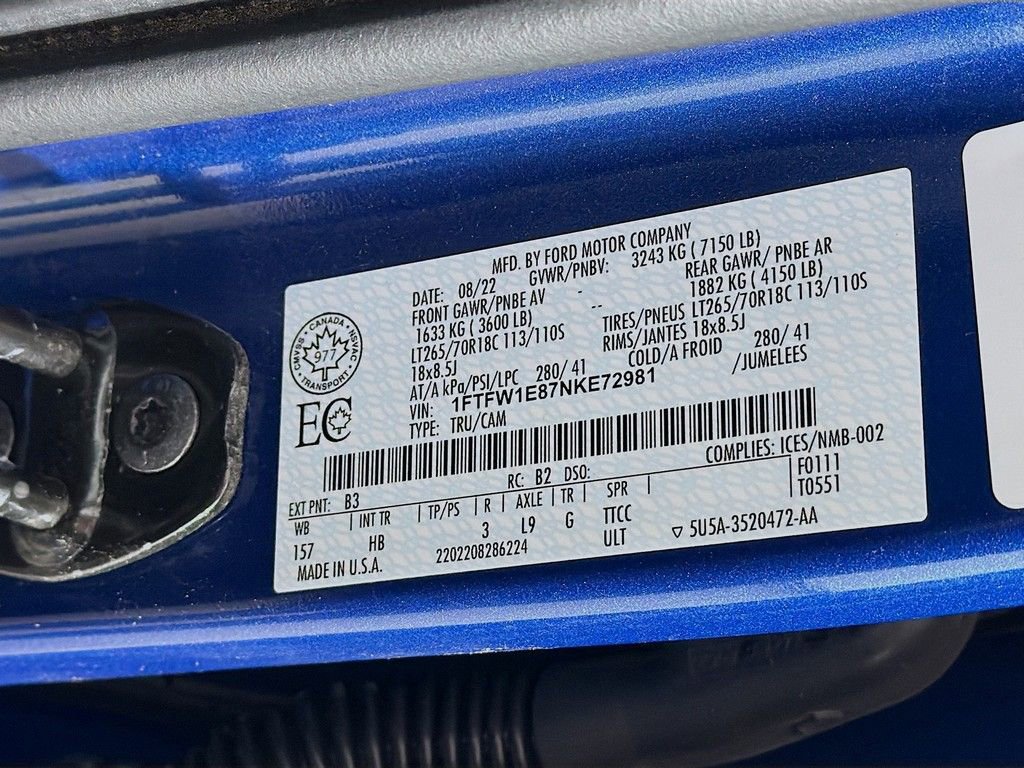 MFD. BY FORD MOTOR COMPANY
DATE: 08/22 GVWR/PNBV: 3243 KG ( 7150 LB)
FRONT GAWR/PNBE AV - REAR GAWR/ PNBE AR
1633 KG ( 3600 LB) -- 1882 KG ( 4150 LB)
LT265/70R18C 113/110S TIRES/PNEUS LT265/70R18C 113/110S
18x8.5J RIMS/JANTES 18x8.5J
AT/A kPa/PSI/LPC 280/ 41 COLD/A FROID 280/ 41
VIN: 1FTFW1E87NKE72981 /JUMELEES
TYPE: TRU/CAM
CANADA
CMVSS NSVAC
977
TRANSPORT
EC
COMPLIES: ICES/NMB-002
EXT PNT: B3 RC: B2 DSO: F0111
WB INT TR TP/PS R AXLE TR SPR T0551
157 HB 3 L9 G TTCC
2202208286224 ULT 5U5A-3520472-AA
MADE IN U.S.A.